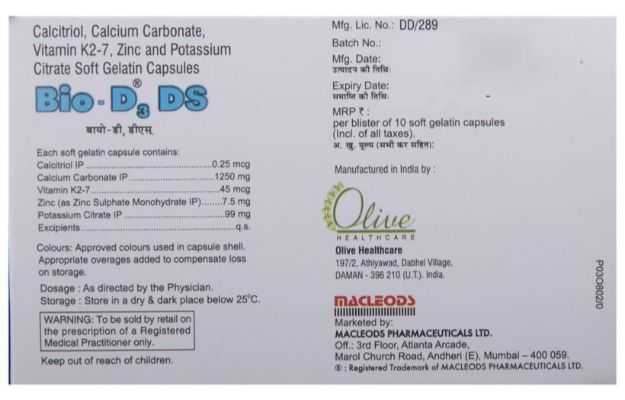 Calcitriol, Calcium Carbonate,
Vitamin K2-7, Zinc and Potassium
Citrate Soft Gelatin Capsules
Bio-D3® DS
बायो-डी, डीएस्
Each soft gelatin capsule contains:
Calcitriol IP....................................0.25 mcg
Calcium Carbonate IP..........................1250 mg
Vitamin K2-7......................................45 mcg
Zinc (as Zinc Sulphate Monohydrate IP)........7.5 mg
Potassium Citrate IP..............................99 mg
Excipients.............................................q.s.
Colours: Approved colours used in capsule shell.
Appropriate overages added to compensate loss
on storage.
Dosage : As directed by the Physician.
Storage : Store in a dry & dark place below 25°C.
WARNING: To be sold by retail on
the prescription of a Registered
Medical Practitioner only.
Keep out of reach of children.
Mfg. Lic. No.: DD/289
Batch No.:
Mfg. Date:
उत्पादन की तिथि:
Expiry Date:
समाप्ति की तिथि:
MRP ₹ :
per blister of 10 soft gelatin capsules
(Incl. of all taxes).
अ. खु. मूल्य (सभी कर सहित):
Manufactured in India by :
Olive
HEALTHCARE
Olive Healthcare
197/2, Athiyawad, Dabhel Village,
DAMAN - 396 210 (U.T.). India.
MACLEODS
Marketed by:
MACLEODS PHARMACEUTICALS LTD.
Off.: 3rd Floor, Atlanta Arcade,
Marol Church Road, Andheri (E), Mumbai – 400 059.
® : Registered Trademark of MACLEODS PHARMACEUTICALS LTD.
P03O802/0